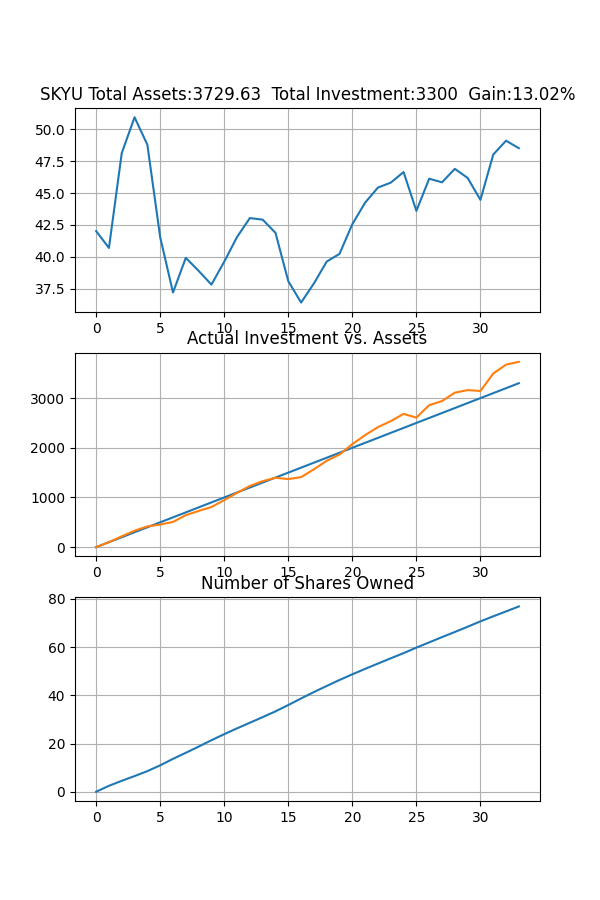 SKYU Total Assets:3729.63  Total Investment:3300  Gain:13.02%
50.0
47.5
45.0
42.5
40.0
37.5
0 5 10 15 20 25 30
Actual Investment vs. Assets
3000
2000
1000
0
0 5 10 15 20 25 30
Number of Shares Owned
80
60
40
20
0
0 5 10 15 20 25 30